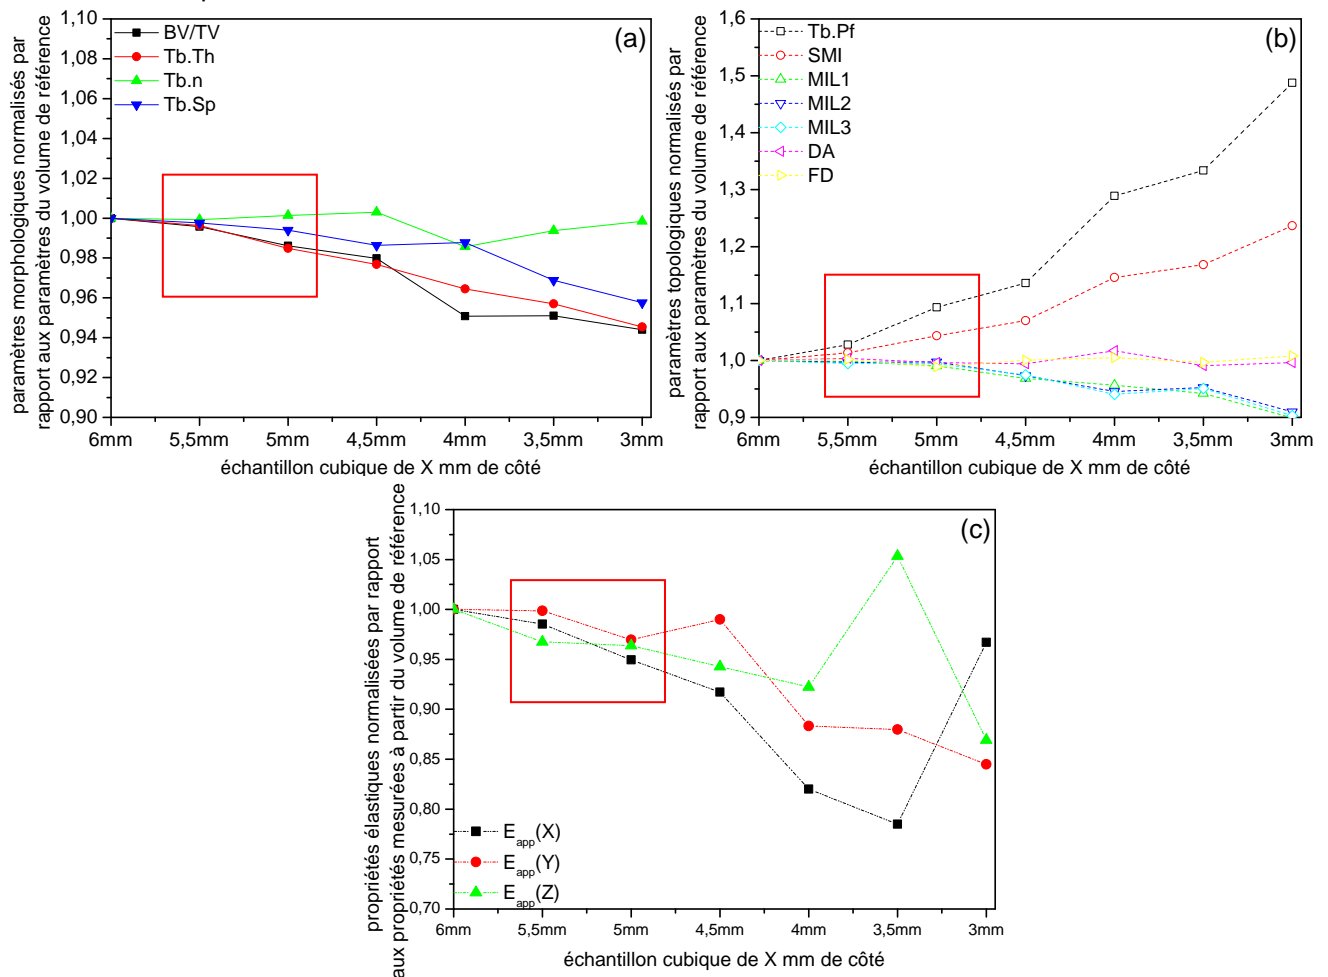 1,10
1,08
1,06
1,04
1,02
1,00
0,98
0,96
0,94
0,92
0,90
paramètres morphologiques normalisés par
rapport aux paramètres du volume de référence
BV/TV
Tb.Th
Tb.n
Tb.Sp
(a)
6mm 5,5mm 5mm 4,5mm 4mm 3,5mm 3mm
échantillon cubique de X mm de côté
1,6
1,5
1,4
1,3
1,2
1,1
1,0
0,9
paramètres topologiques normalisés par
rapport aux paramètres du volume de référence
Tb.Pf
SMI
MIL1
MIL2
MIL3
DA
FD
(b)
6mm 5,5mm 5mm 4,5mm 4mm 3,5mm 3mm
échantillon cubique de X mm de côté
1,10
1,05
1,00
0,95
0,90
0,85
0,80
0,75
0,70
propriétés élastiques normalisées par rapport
aux propriétés mesurées à partir du volume de référence
(c)
E_app(X)
E_app(Y)
E_app(Z)
6mm 5,5mm 5mm 4,5mm 4mm 3,5mm 3mm
échantillon cubique de X mm de côté